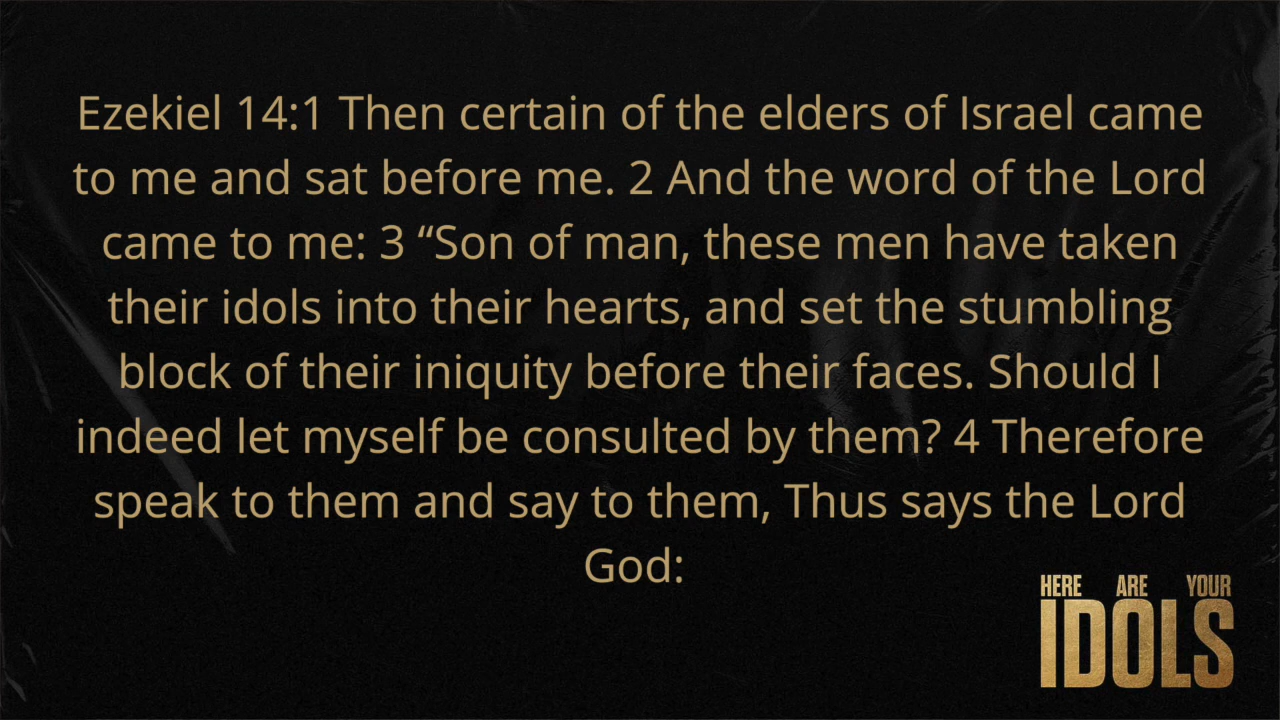 Ezekiel 14:1 Then certain of the elders of Israel came
to me and sat before me. 2 And the word of the Lord
came to me: 3 “Son of man, these men have taken
their idols into their hearts, and set the stumbling
block of their iniquity before their faces. Should I
indeed let myself be consulted by them? 4 Therefore
speak to them and say to them, Thus says the Lord
God:
HERE ARE YOUR
IDOLS